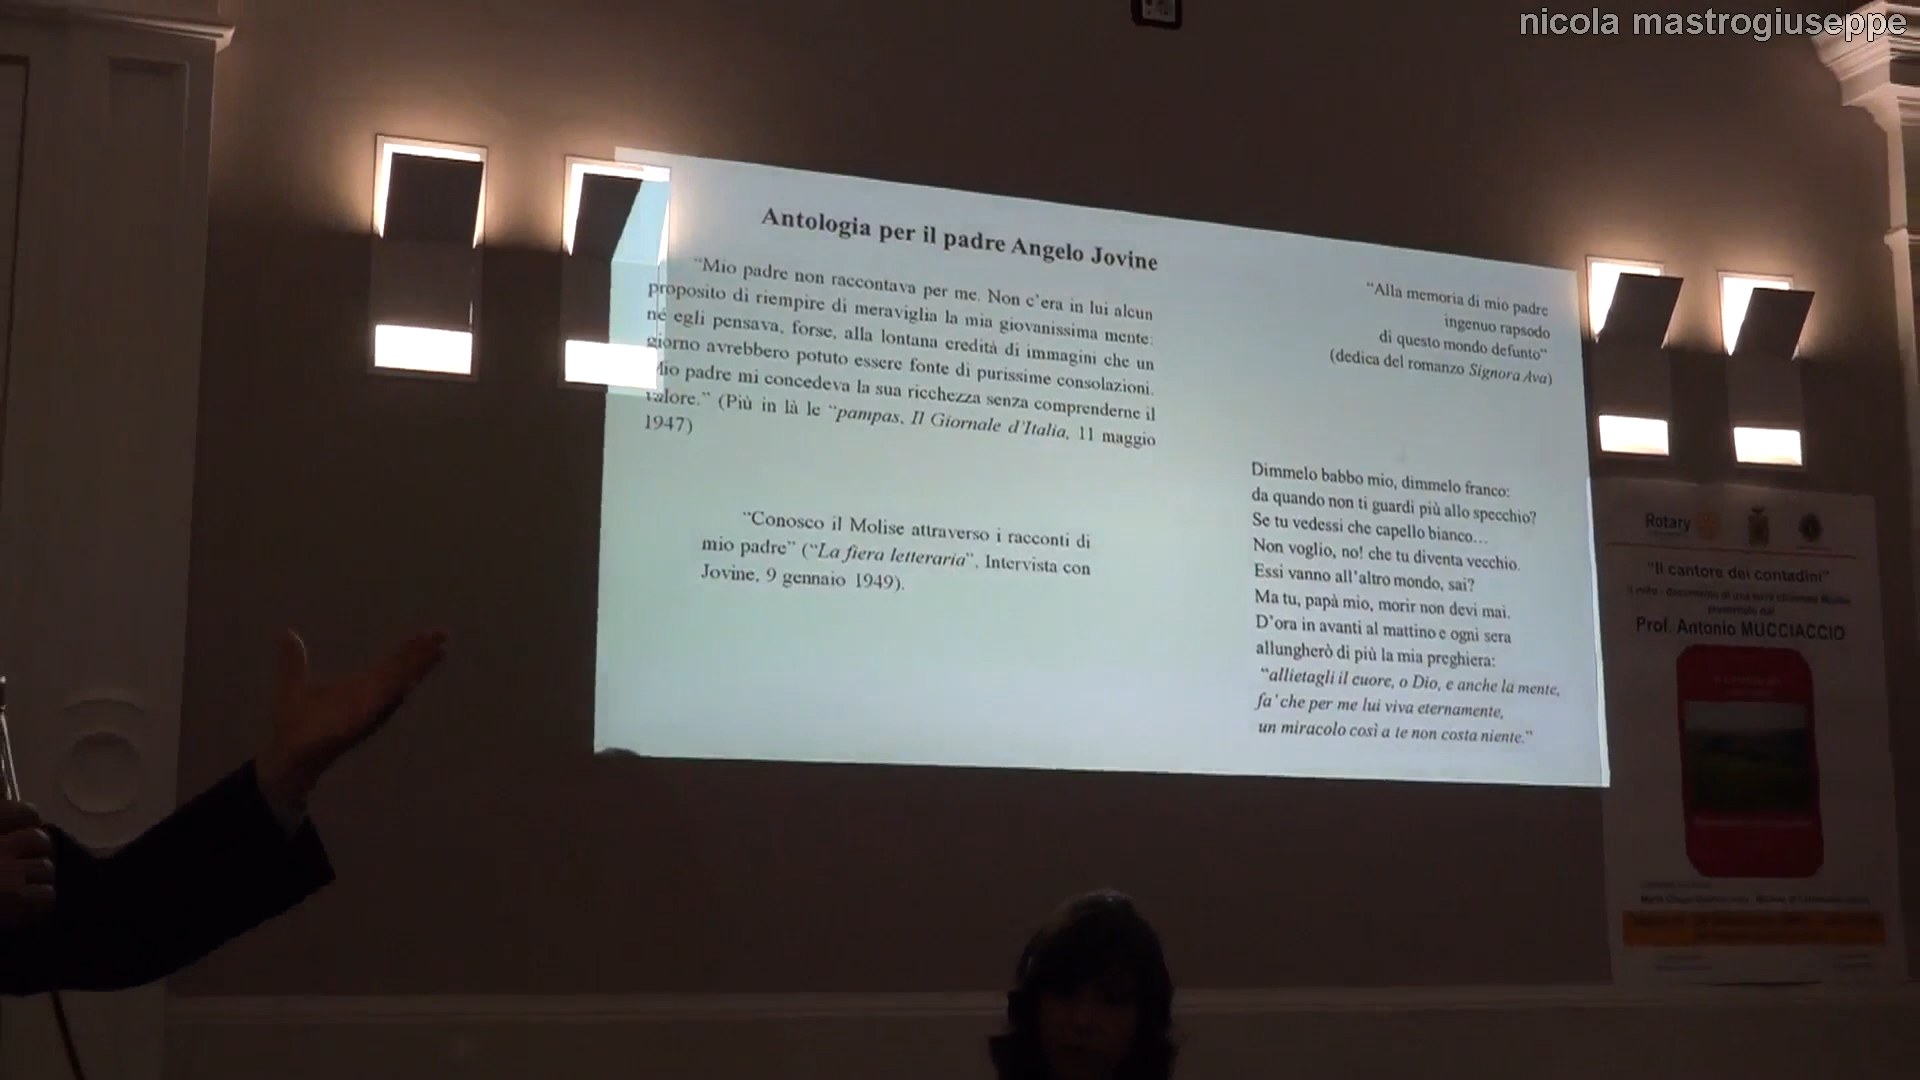 nicola mastrogiuseppe
Antologia per il padre Angelo Jovine
“Mio padre non raccontava per me. Non c’era in lui alcun
proposito di riempire di meraviglia la mia giovanissima mente;
né egli pensava, forse, alla lontana eredità di immagini che un
giorno avrebbero potuto essere fonte di purissime consolazioni.
Mio padre mi concedeva la sua ricchezza senza comprenderne il
valore.” (Più in là le “pampas, Il Giornale d’Italia, 11 maggio
1947)
“Conosco il Molise attraverso i racconti di
mio padre” (“La fiera letteraria”. Intervista con
Jovine, 9 gennaio 1949).
“Alla memoria di mio padre
ingenuo rapsodo
di questo mondo defunto”
(dedica del romanzo Signora Ava)
Dimmelo babbo mio, dimmelo franco:
da quando non ti guardi più allo specchio?
Se tu vedessi che capello bianco…
Non voglio, no! che tu diventa vecchio.
Essi vanno all’altro mondo, sai?
Ma tu, papà mio, morir non devi mai.
D’ora in avanti al mattino e ogni sera
allungherò di più la mia preghiera:
“allietagli il cuore, o Dio, e anche la mente,
fa’ che per me lui viva eternamente,
un miracolo così a te non costa niente.”
Rotary
“Il cantore dei contadini”
Prof. Antonio MUCCIACCIO